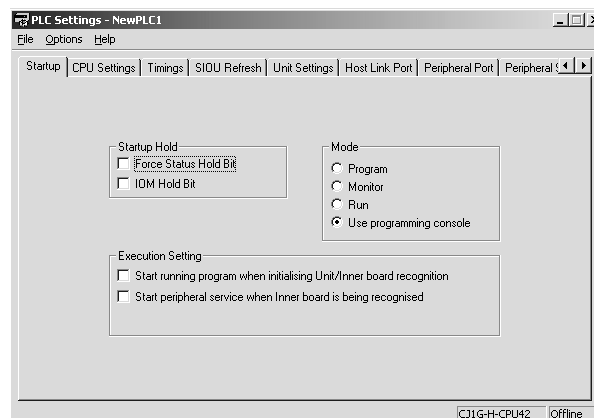 PLC Settings - NewPLC1
File Options Help
Startup CPU Settings Timings SIOU Refresh Unit Settings Host Link Port Peripheral Port Peripheral
Startup Hold
Force Status Hold Bit
IOM Hold Bit
Mode
Program
Monitor
Run
Use programming console
Execution Setting
Start running program when initialising Unit/Inner board recognition
Start peripheral service when Inner board is being recognised
CJ1G-H-CPU42 Offline